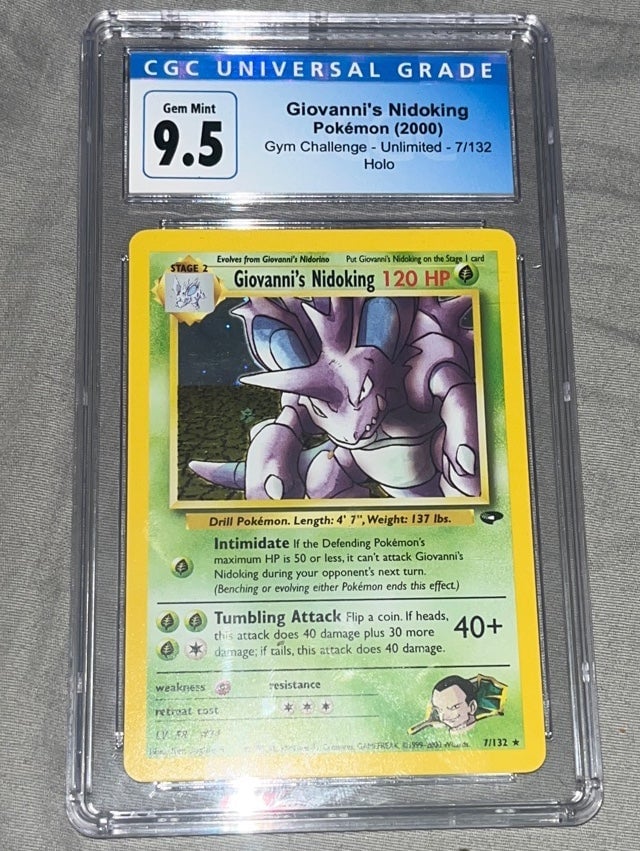 CGC UNIVERSAL GRADE
Gem Mint
9.5
Giovanni's Nidoking
Pokémon (2000)
Gym Challenge - Unlimited - 7/132
Holo
Evolves from Giovanni's Nidorino Put Giovanni's Nidoking on the Stage 1 card
STAGE 2
Giovanni's Nidoking 120 HP
Drill Pokémon. Length: 4' 7", Weight: 137 lbs.
Intimidate If the Defending Pokémon's
maximum HP is 50 or less, it can't attack Giovanni's
Nidoking during your opponent's next turn.
(Benching or evolving either Pokémon ends this effect.)
Tumbling Attack Flip a coin. If heads,
this attack does 40 damage plus 30 more
damage; if tails, this attack does 40 damage.
40+
weakness resistance
retreat cost
GAMEFREAK
7/132